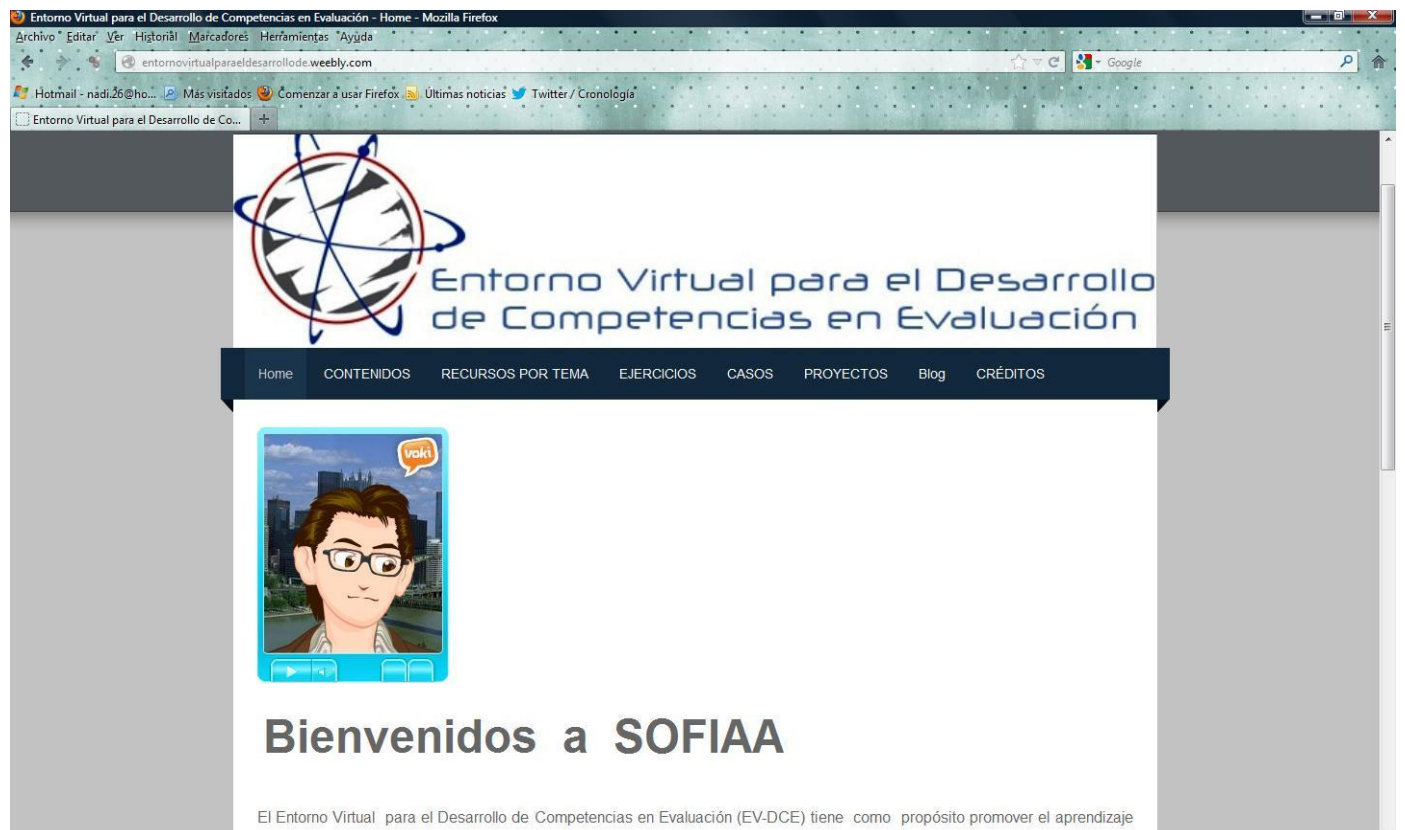 Entorno Virtual para el Desarrollo de Competencias en Evaluación - Home - Mozilla Firefox
Archivo Editar Ver Historial Marcadores Herramientas Ayuda
entornovirtualparaeldesarrollode.weebly.com
Google
Hotmail - nadi.26@ho... Más visitados Comenzar a usar Firefox Últimas noticias Twitter / Cronología
Entorno Virtual para el Desarrollo de Co... +
Entorno Virtual para el Desarrollo
de Competencias en Evaluación
Home CONTENIDOS RECURSOS POR TEMA EJERCICIOS CASOS PROYECTOS Blog CRÉDITOS
voki
Bienvenidos a SOFIAA
El Entorno Virtual para el Desarrollo de Competencias en Evaluación (EV-DCE) tiene como propósito promover el aprendizaje